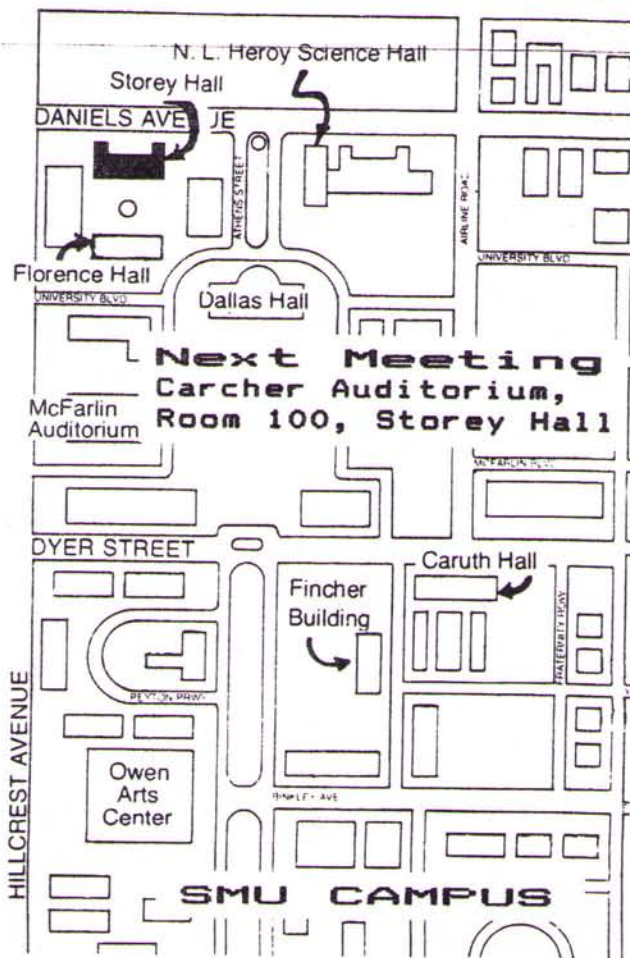 N. L. Heroy Science Hall
Storey Hall
DANIELS AVE UE
ATHENS STREET
AIRLINE ROAD
Florence Hall
UNIVERSITY BLVD
UNIVERSITY BLVD
Dallas Hall
Next Meeting
Carcher Auditorium,
Room 100, Storey Hall
McFarlin
Auditorium
MCFARLIN BLVD
DYER STREET
Caruth Hall
Fincher
Building
FRATERNITY ROW
HILLCREST AVENUE
PEYTON PKWY
Owen
Arts
Center
BINKLEY AVE
SMU CAMPUS